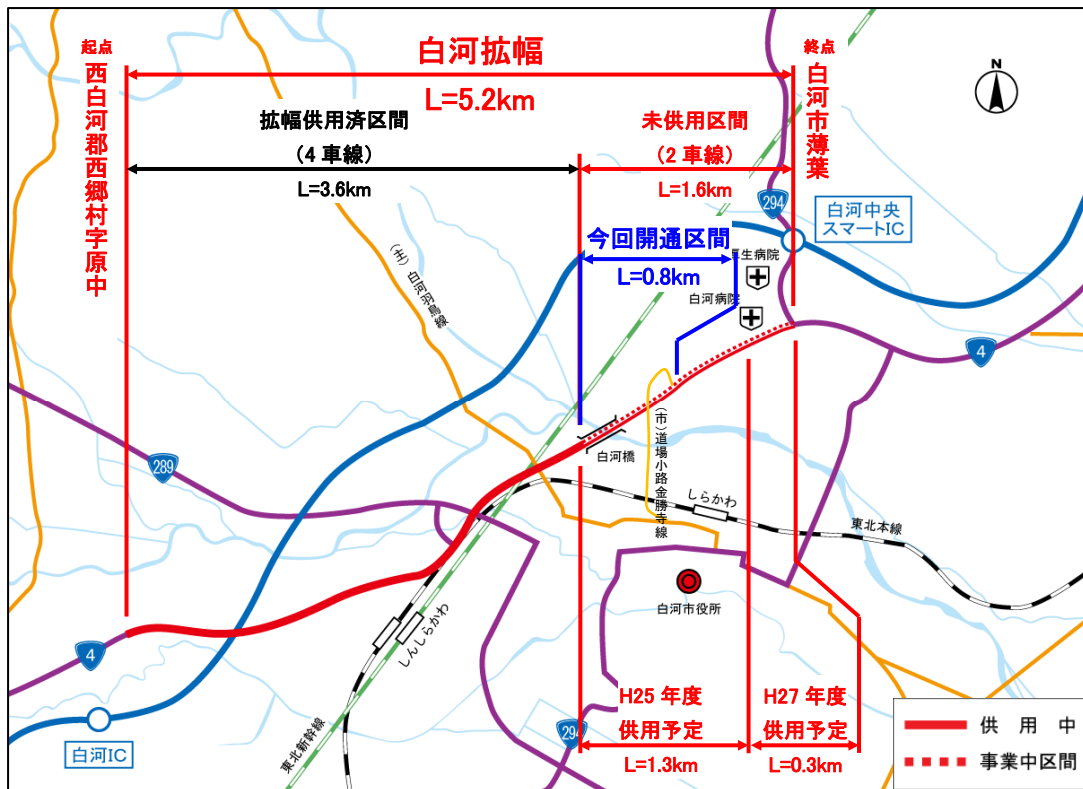 白河拡幅
L=5.2km
起点
西白河郡西郷村字原中
終点
白河市薄葉
N
拡幅供用済区間
(4 車線)
L=3.6km
未供用区間
(2 車線)
L=1.6km
今回開通区間
L=0.8km
294
白河中央
スマートIC
厚生病院
白河病院
(主)白河羽鳥線
4
289
白河橋
(市)道場小路金勝寺線
しらかわ
東北本線
白河市役所
しんしらかわ
4
白河IC
東北新幹線
294
H25 年度
供用予定
L=1.3km
H27 年度
供用予定
L=0.3km
供用中
事業中区間